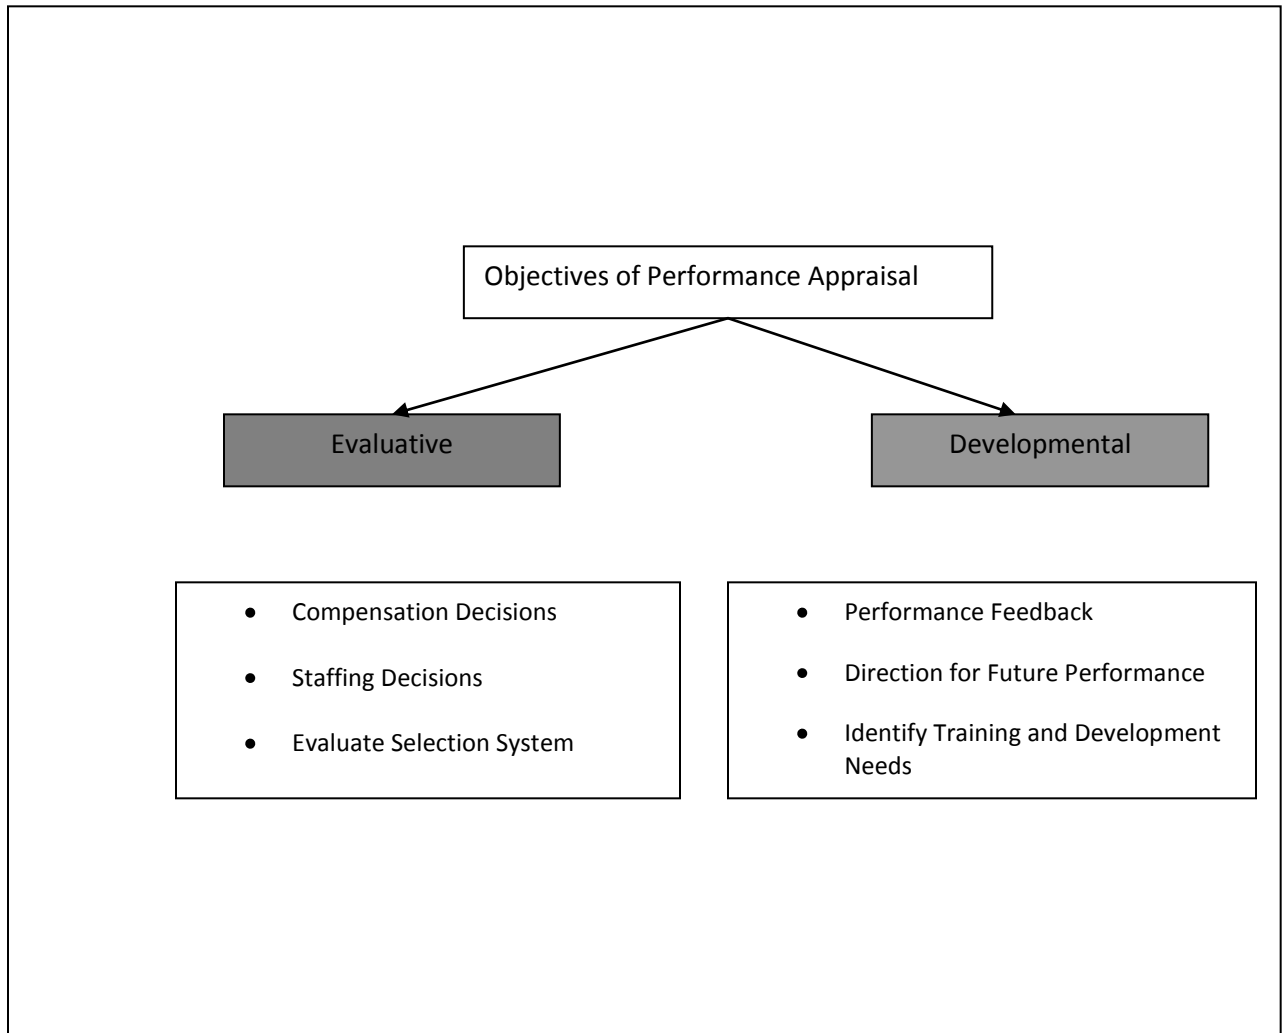 Objectives of Performance Appraisal
Evaluative
Developmental
• Compensation Decisions
• Staffing Decisions
• Evaluate Selection System
• Performance Feedback
• Direction for Future Performance
• Identify Training and Development
Needs